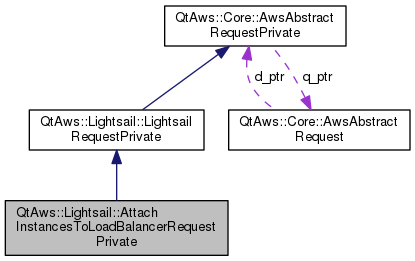 QtAws::Core::AwsAbstract
RequestPrivate
d_ptr
q_ptr
QtAws::Lightsail::Lightsail
RequestPrivate
QtAws::Core::AwsAbstract
Request
QtAws::Lightsail::Attach
InstancesToLoadBalancerRequest
Private